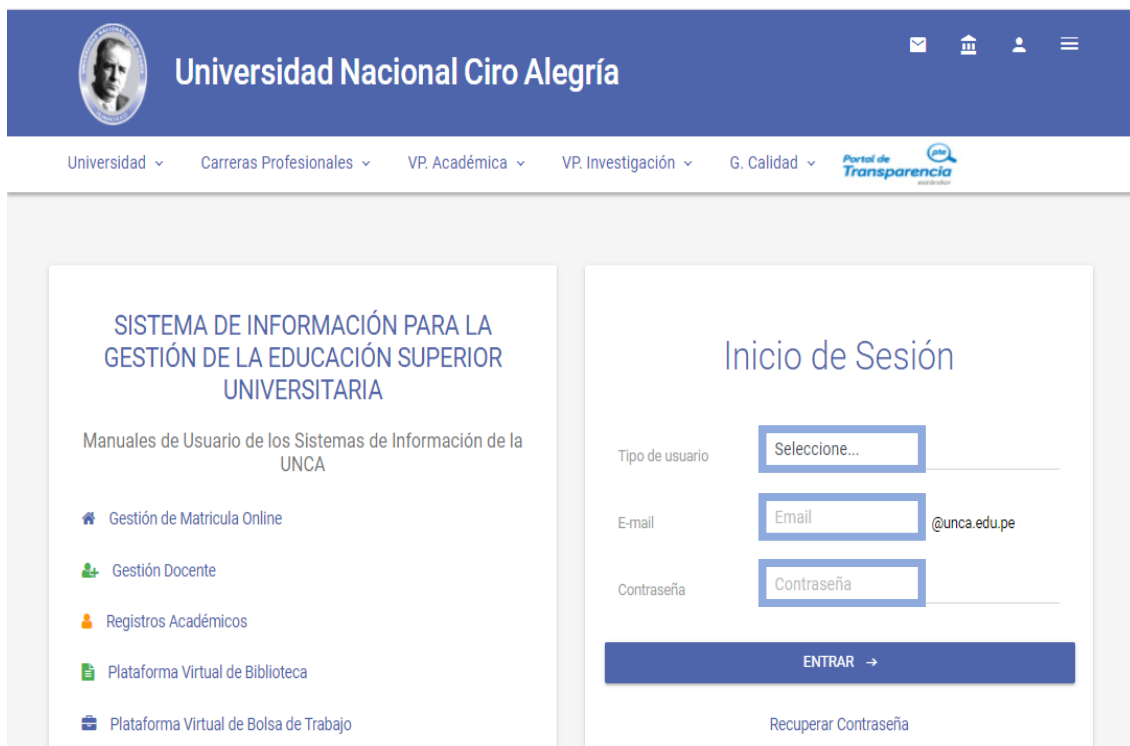 Universidad Nacional Ciro Alegría
Universidad
Carreras Profesionales
VP. Académica
VP. Investigación
G. Calidad
Portal de
Transparencia
estándar
pte
SISTEMA DE INFORMACIÓN PARA LA
GESTIÓN DE LA EDUCACIÓN SUPERIOR
UNIVERSITARIA
Manuales de Usuario de los Sistemas de Información de la
UNCA
Gestión de Matricula Online
Gestión Docente
Registros Académicos
Plataforma Virtual de Biblioteca
Plataforma Virtual de Bolsa de Trabajo
Inicio de Sesión
Tipo de usuario Seleccione...
E-mail Email @unca.edu.pe
Contraseña Contraseña
ENTRAR →
Recuperar Contraseña